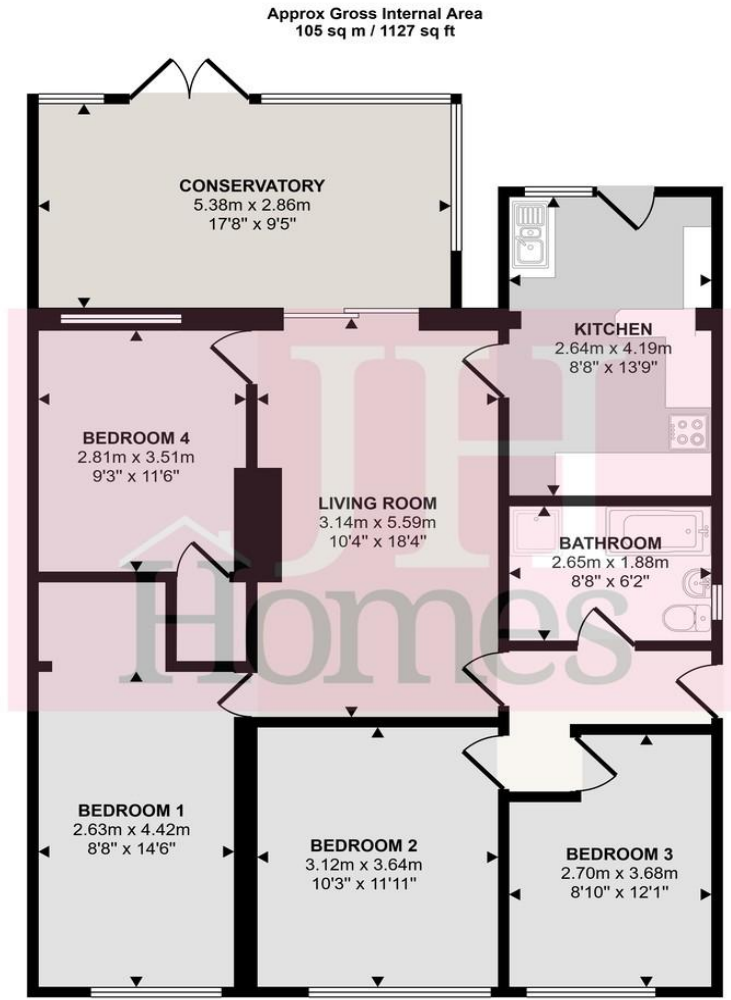 Approx Gross Internal Area
105 sq m / 1127 sq ft
CONSERVATORY
5.38m x 2.86m
17'8" x 9'5"
KITCHEN
2.64m x 4.19m
8'8" x 13'9"
BEDROOM 4
2.81m x 3.51m
9'3" x 11'6"
LIVING ROOM
3.14m x 5.59m
10'4" x 18'4"
BATHROOM
2.65m x 1.88m
8'8" x 6'2"
JH
Homes
BEDROOM 1
2.63m x 4.42m
8'8" x 14'6"
BEDROOM 2
3.12m x 3.64m
10'3" x 11'11"
BEDROOM 3
2.70m x 3.68m
8'10" x 12'1"